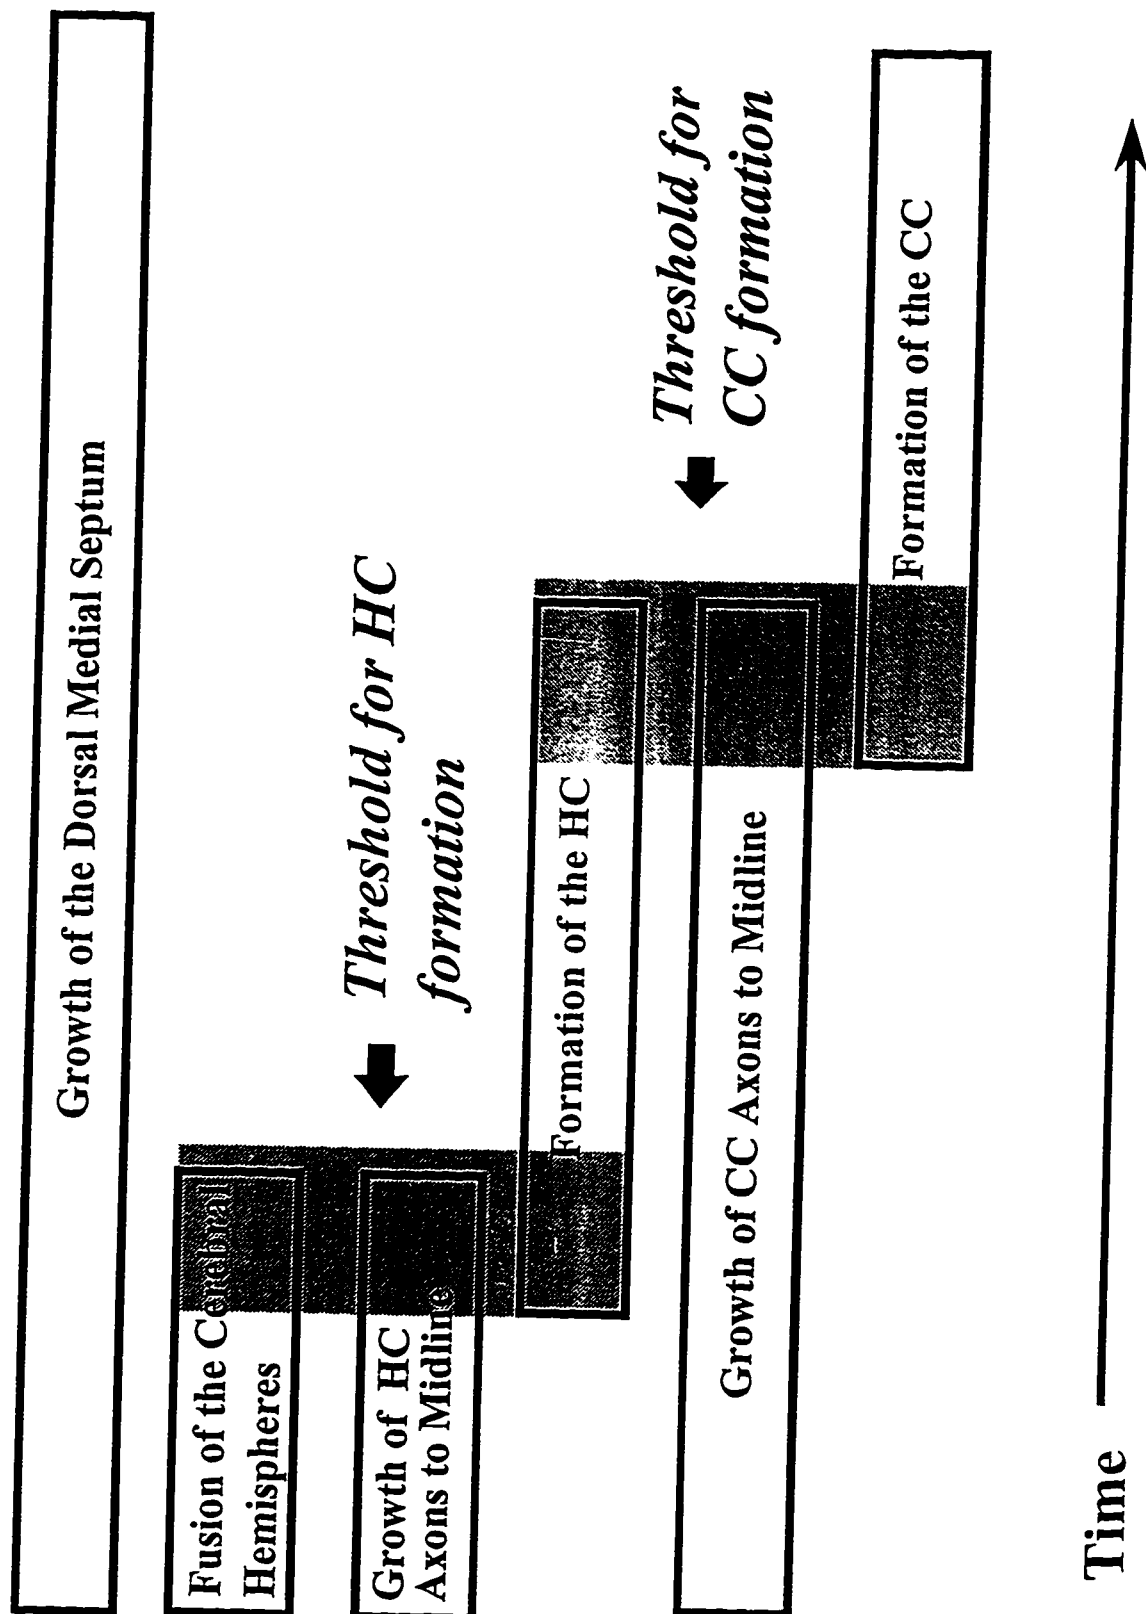 Growth of the Dorsal Medial Septum
Fusion of the Cerebral
Hemispheres
Growth of HC
Axons to Midline
Threshold for HC
formation
Formation of the HC
Growth of CC Axons to Midline
Threshold for
CC formation
Formation of the CC
Time